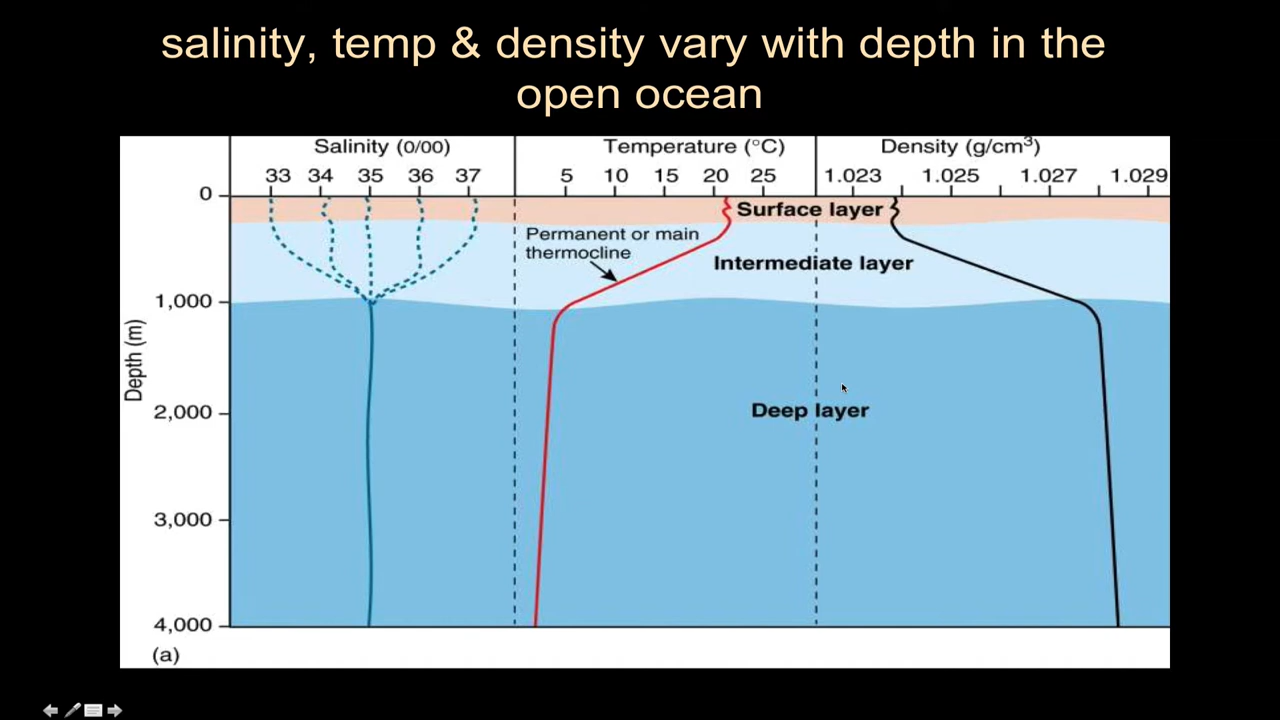 salinity, temp & density vary with depth in the
open ocean
Salinity (0/00)
Temperature (°C)
Density (g/cm³)
33 34 35 36 37
5 10 15 20 25
1.023 1.025 1.027 1.029
0
Surface layer
Permanent or main
thermocline
Intermediate layer
1,000
Depth (m)
2,000
Deep layer
3,000
4,000
(a)